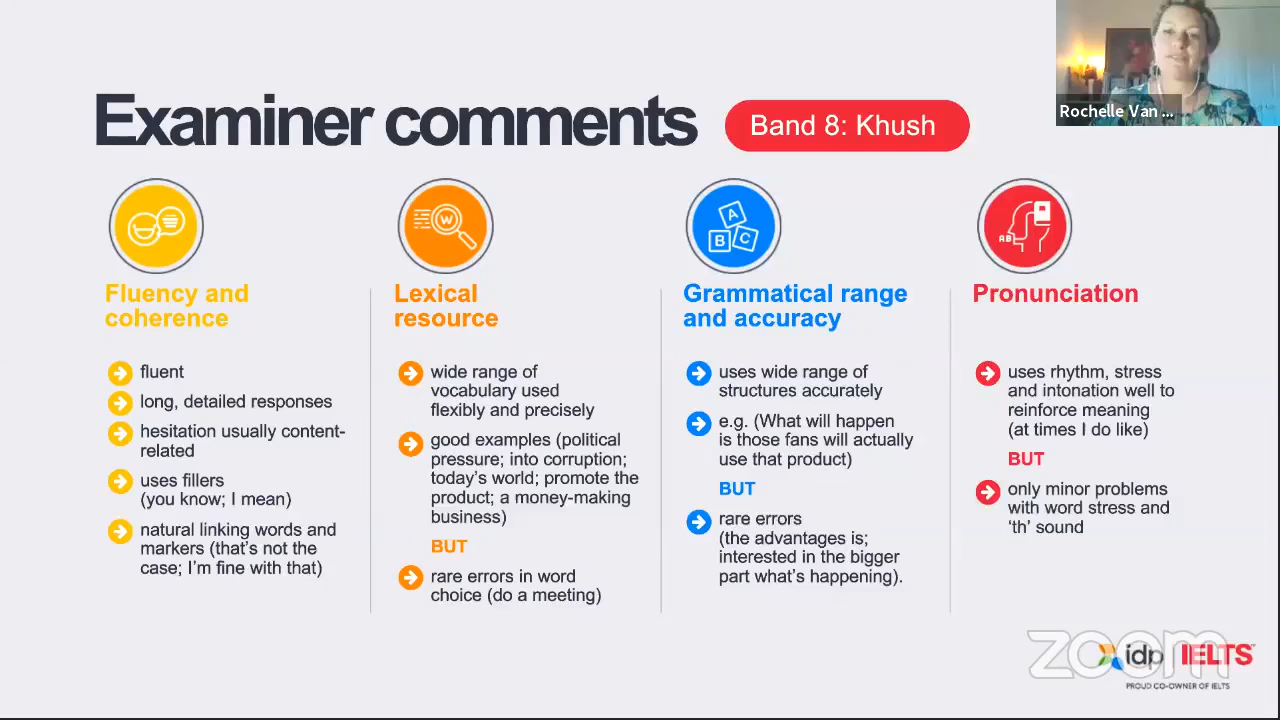 Examiner comments
Band 8: Khush
Rochelle Van ...
W
A
B C
AB
Fluency and
coherence
fluent
long, detailed responses
hesitation usually content-
related
uses fillers
(you know; I mean)
natural linking words and
markers (that's not the
case; I'm fine with that)
Lexical
resource
wide range of
vocabulary used
flexibly and precisely
good examples (political
pressure; into corruption;
today's world; promote the
product; a money-making
business)
BUT
rare errors in word
choice (do a meeting)
Grammatical range
and accuracy
uses wide range of
structures accurately
e.g. (What will happen
is those fans will actually
use that product)
BUT
rare errors
(the advantages is;
interested in the bigger
part what's happening).
Pronunciation
uses rhythm, stress
and intonation well to
reinforce meaning
(at times I do like)
BUT
only minor problems
with word stress and
'th' sound
zoom
idp IELTS
PROUD CO-OWNER OF IELTS